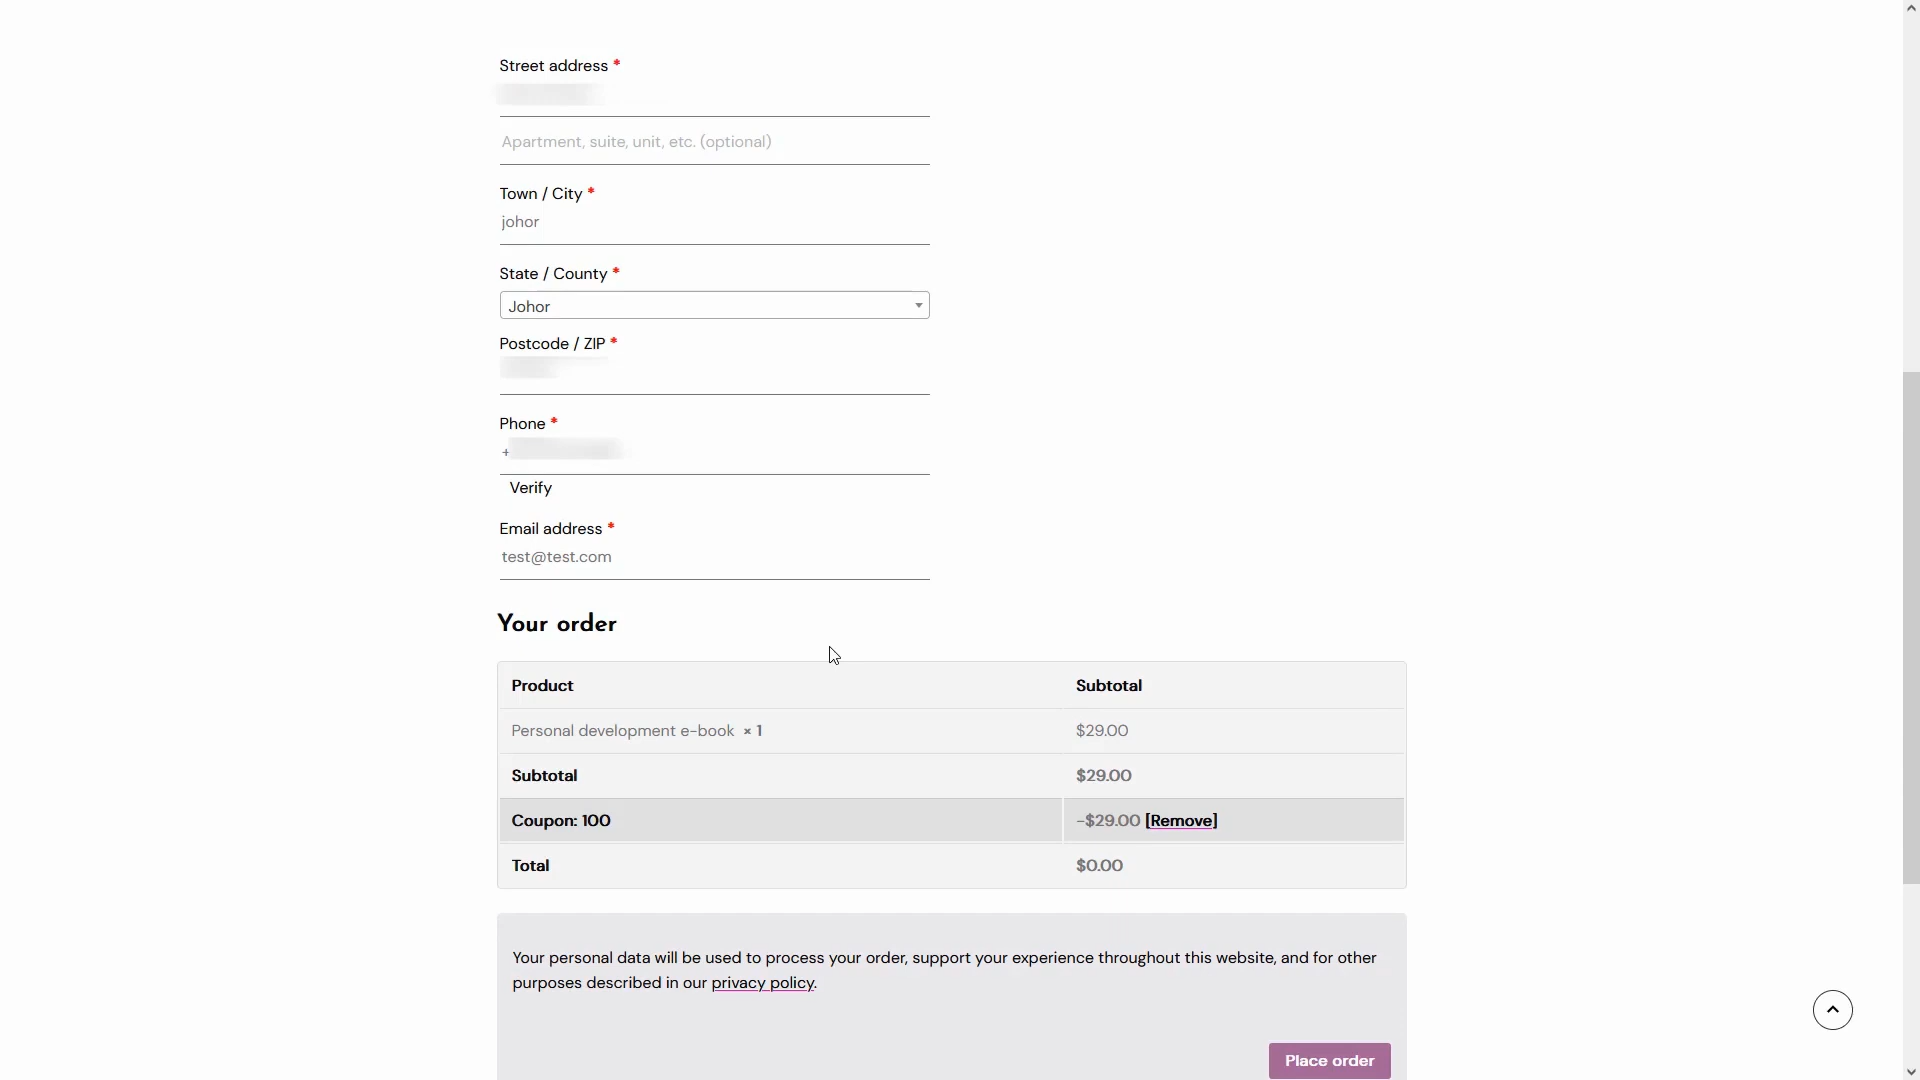 Street address *
Apartment, suite, unit, etc. (optional)
Town / City *
johor
State / County *
Johor
Postcode / ZIP *
Phone *
+
Verify
Email address *
test@test.com
Your order
Product Subtotal
Personal development e-book × 1 $29.00
Subtotal $29.00
Coupon: 100 -$29.00 [Remove]
Total $0.00
Your personal data will be used to process your order, support your experience throughout this website, and for other
purposes described in our privacy policy.
Place order